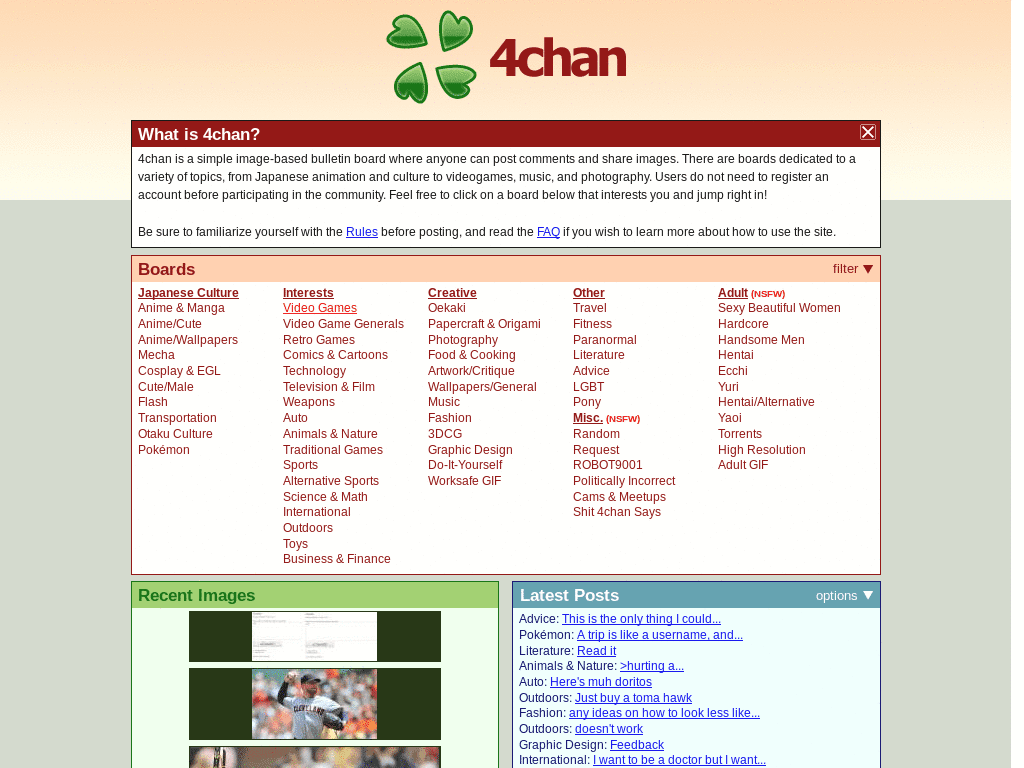 4chan
What is 4chan?
4chan is a simple image-based bulletin board where anyone can post comments and share images. There are boards dedicated to a
variety of topics, from Japanese animation and culture to videogames, music, and photography. Users do not need to register an
account before participating in the community. Feel free to click on a board below that interests you and jump right in!
Be sure to familiarize yourself with the Rules before posting, and read the FAQ if you wish to learn more about how to use the site.
Boards
filter ▼
Japanese Culture
Anime & Manga
Anime/Cute
Anime/Wallpapers
Mecha
Cosplay & EGL
Cute/Male
Flash
Transportation
Otaku Culture
Pokémon
Interests
Video Games
Video Game Generals
Retro Games
Comics & Cartoons
Technology
Television & Film
Weapons
Auto
Animals & Nature
Traditional Games
Sports
Alternative Sports
Science & Math
International
Outdoors
Toys
Business & Finance
Creative
Oekaki
Papercraft & Origami
Photography
Food & Cooking
Artwork/Critique
Wallpapers/General
Music
Fashion
3DCG
Graphic Design
Do-It-Yourself
Worksafe GIF
Other
Travel
Fitness
Paranormal
Literature
Advice
LGBT
Pony
Misc. (NSFW)
Random
Request
ROBOT9001
Politically Incorrect
Cams & Meetups
Shit 4chan Says
Adult (NSFW)
Sexy Beautiful Women
Hardcore
Handsome Men
Hentai
Ecchi
Yuri
Hentai/Alternative
Yaoi
Torrents
High Resolution
Adult GIF
Recent Images
CLEVELAND
Latest Posts
options ▼
Advice: This is the only thing I could...
Pokémon: A trip is like a username, and...
Literature: Read it
Animals & Nature: >hurting a...
Auto: Here's muh doritos
Outdoors: Just buy a toma hawk
Fashion: any ideas on how to look less like...
Outdoors: doesn't work
Graphic Design: Feedback
International: I want to be a doctor but I want...